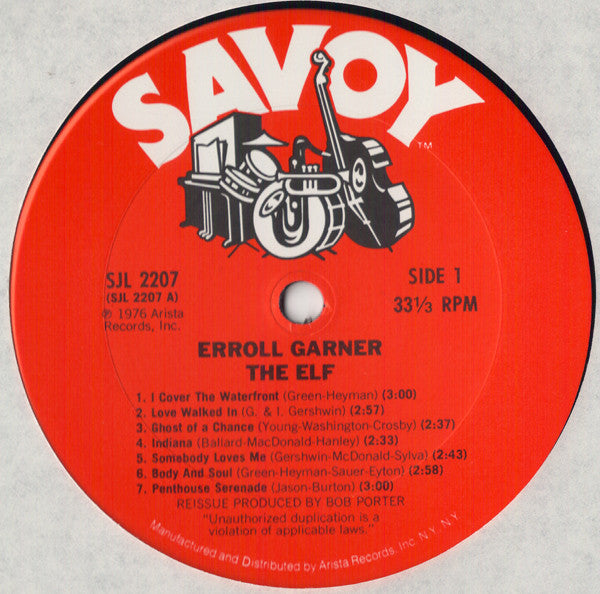 SAVOY™
SJL 2207
(SJL 2207 A)
℗ 1976 Arista
Records, Inc.
SIDE 1
33⅓ RPM
ERROLL GARNER
THE ELF
1. I Cover The Waterfront (Green-Heyman) (3:00)
2. Love Walked In (G. & I. Gershwin) (2:57)
3. Ghost of a Chance (Young-Washington-Crosby) (2:37)
4. Indiana (Ballard-MacDonald-Hanley) (2:33)
5. Somebody Loves Me (Gershwin-McDonald-Sylva) (2:43)
6. Body And Soul (Green-Heyman-Sauer-Eyton) (2:58)
7. Penthouse Serenade (Jason-Burton) (3:00)
REISSUE PRODUCED BY BOB PORTER
"Unauthorized duplication is a
violation of applicable laws."
Manufactured and Distributed by Arista Records, Inc. N.Y., N.Y.